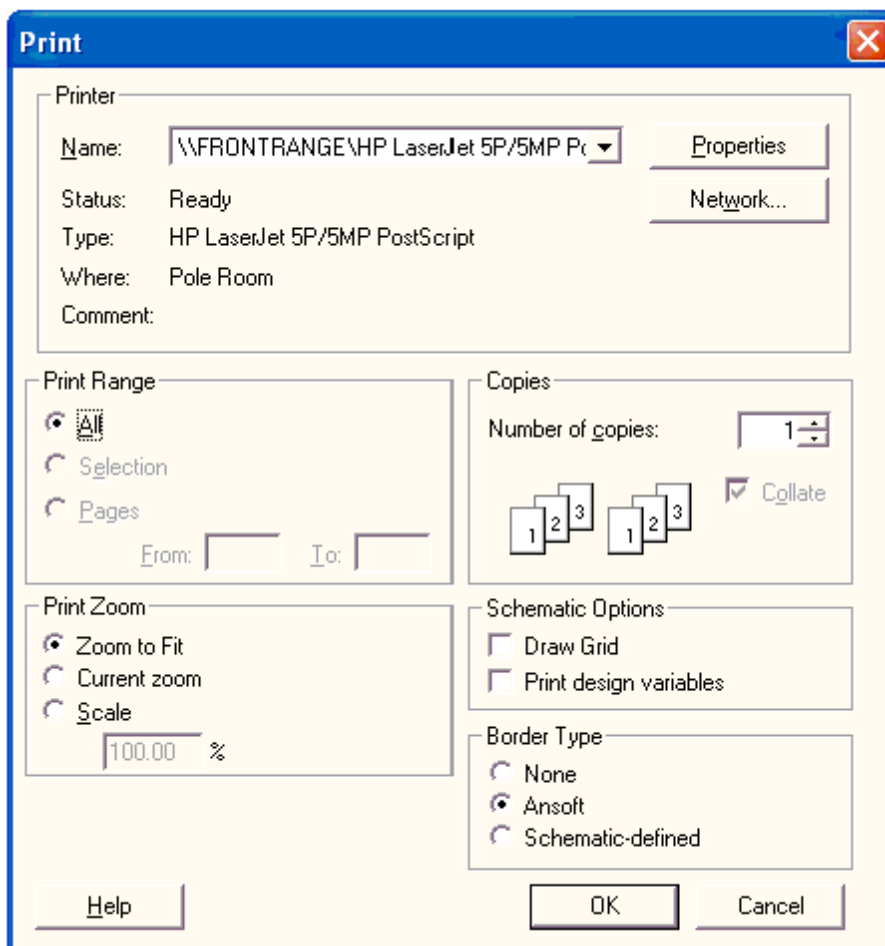 Print
Printer
Name: \\FRONTRANGE\HP LaserJet 5P/5MP Po Properties
Status: Ready Network...
Type: HP LaserJet 5P/5MP PostScript
Where: Pole Room
Comment:
Print Range
All
Selection
Pages
From: To:
Copies
Number of copies: 1
1 2 3 1 2 3 Collate
Print Zoom
Zoom to Fit
Current zoom
Scale
100.00 %
Schematic Options
Draw Grid
Print design variables
Border Type
None
Ansoft
Schematic-defined
Help OK Cancel